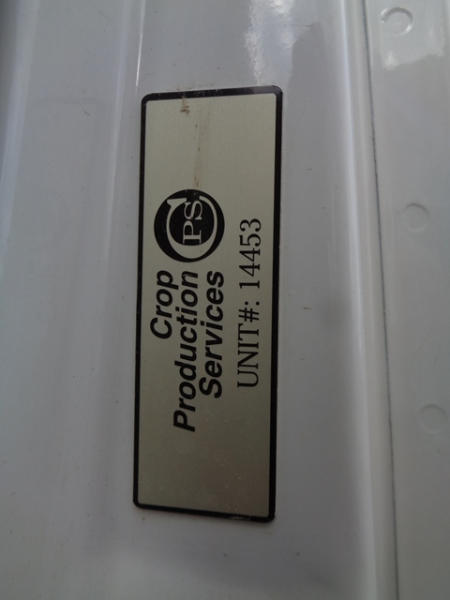 Crop
Production
Services
CPS
UNIT#: 14453